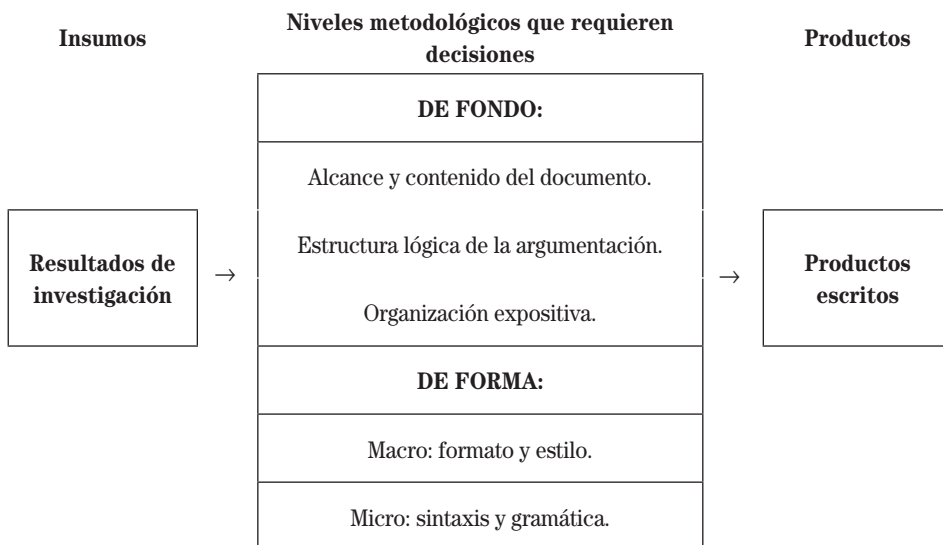 Insumos
Niveles metodológicos que requieren
decisiones
Productos
DE FONDO:
Alcance y contenido del documento.
Estructura lógica de la argumentación.
Organización expositiva.
Resultados de
investigación
→
→
Productos
escritos
DE FORMA:
Macro: formato y estilo.
Micro: sintaxis y gramática.